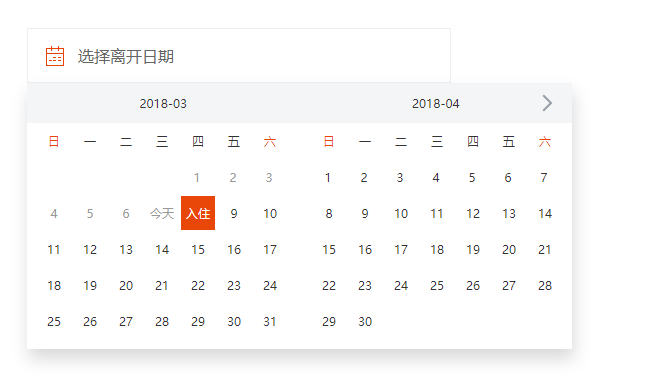 选择离开日期
2018-03 2018-04
日 一 二 三 四 五 六 日 一 二 三 四 五 六
1 2 3 1 2 3 4 5 6 7
4 5 6 今天 入住 9 10 8 9 10 11 12 13 14
11 12 13 14 15 16 17 15 16 17 18 19 20 21
18 19 20 21 22 23 24 22 23 24 25 26 27 28
25 26 27 28 29 30 31 29 30